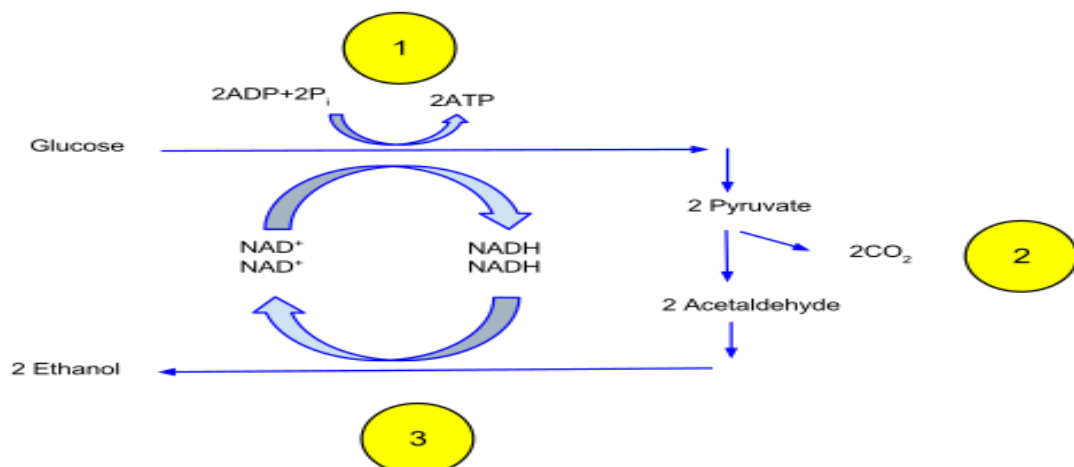 1
2ADP+2Pi
2ATP
Glucose
2 Pyruvate
NAD⁺
NADH
2CO₂
2
NAD⁺
NADH
2 Acetaldehyde
2 Ethanol
3